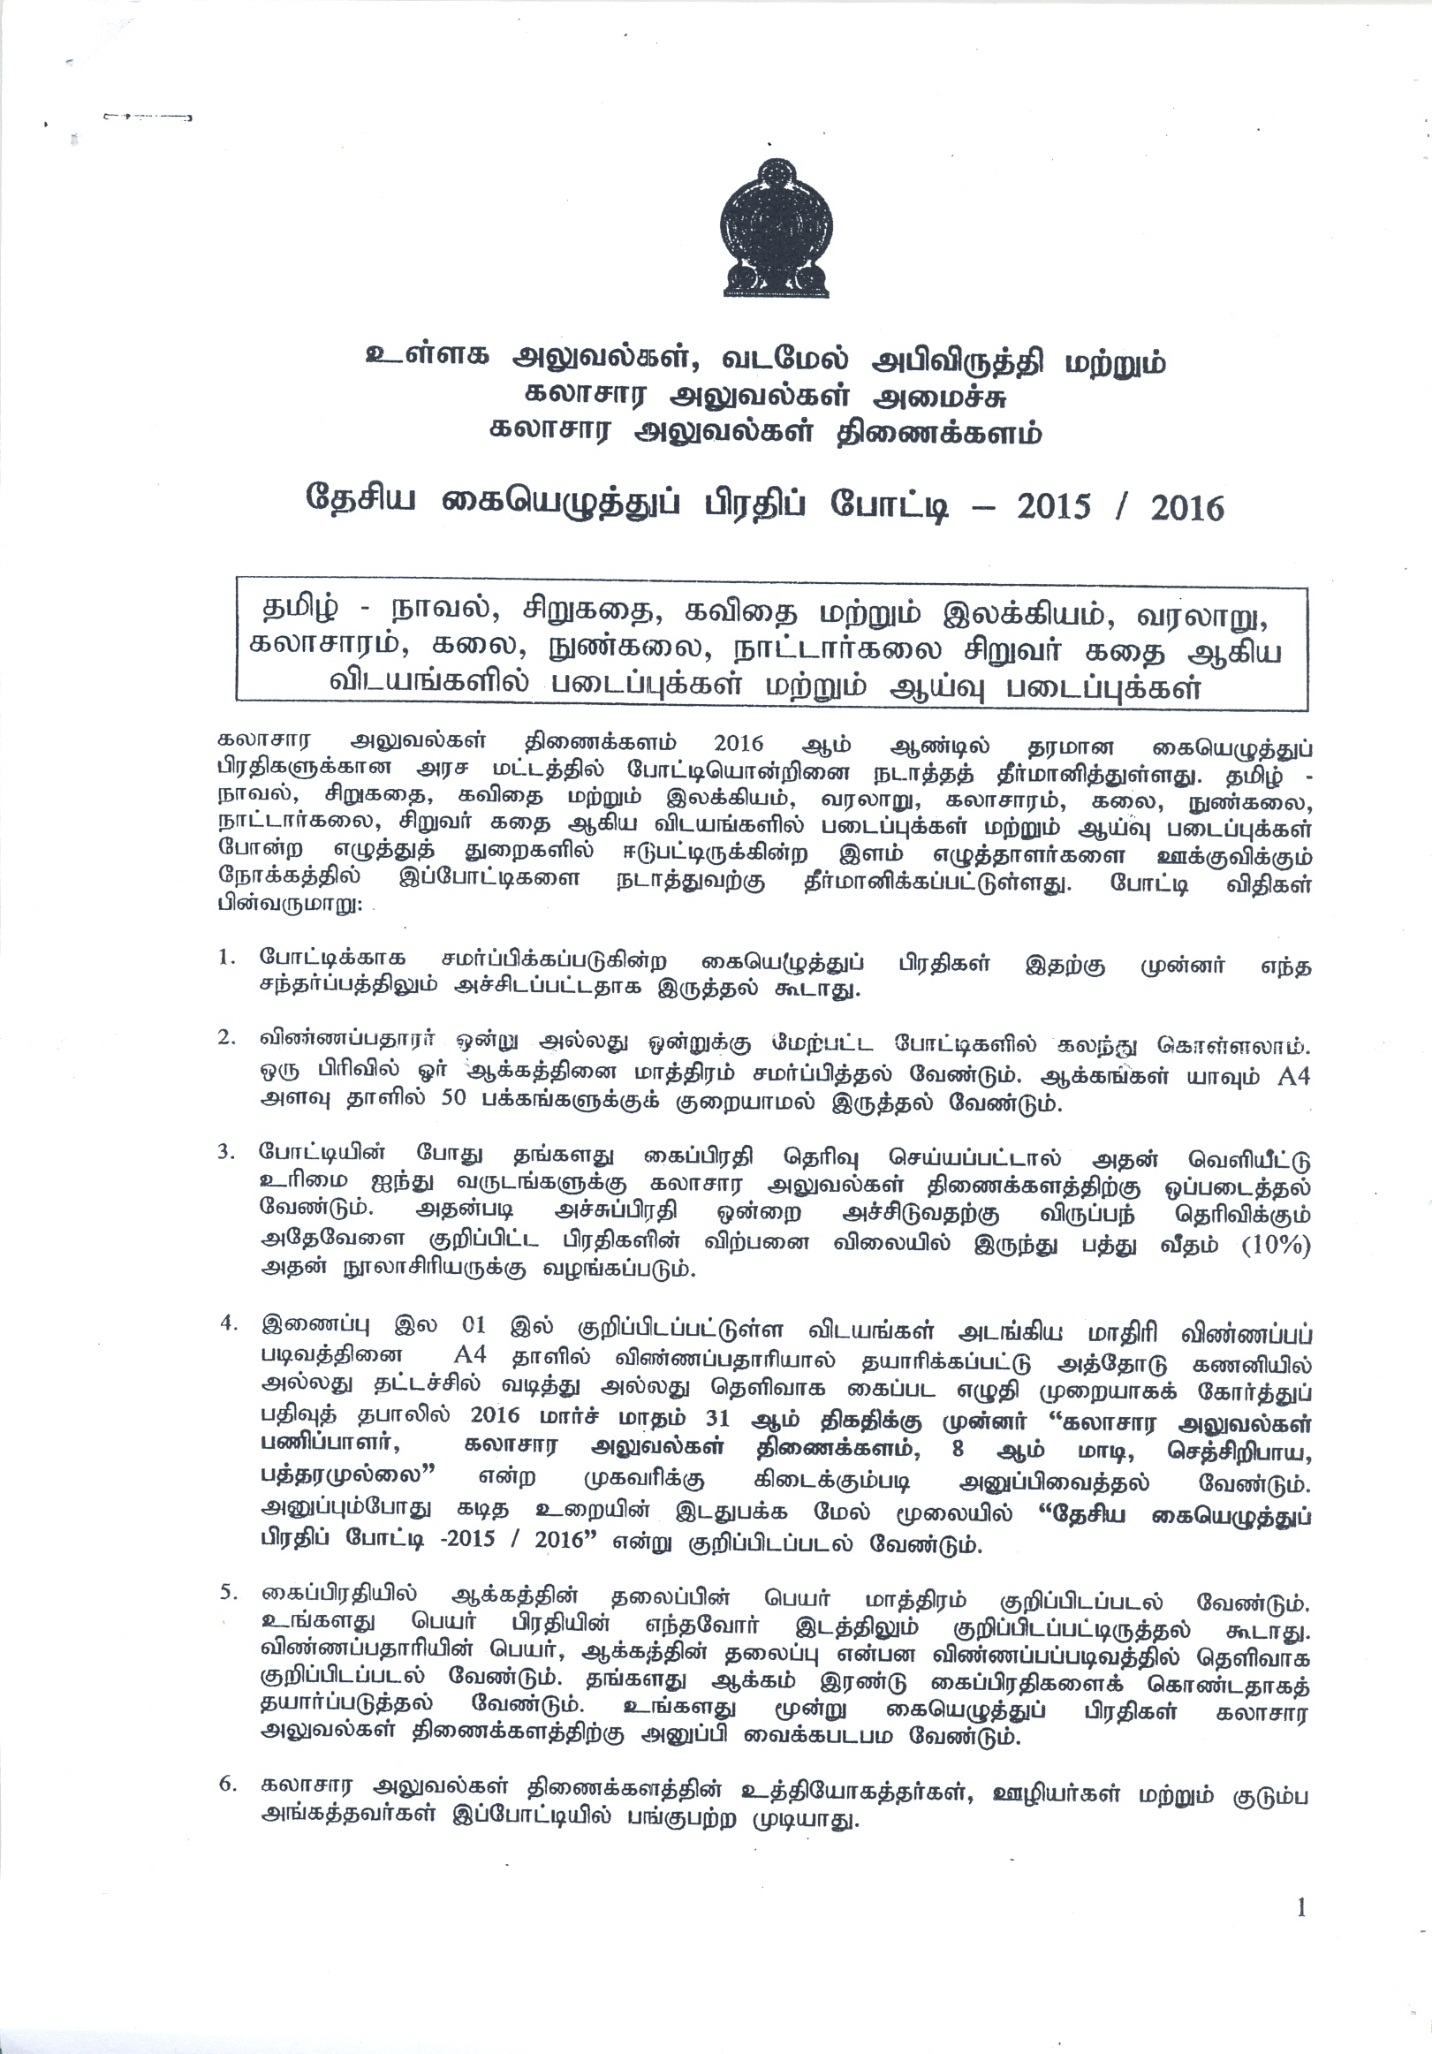 உள்ளக அலுவல்கள், வடமேல் அபிவிருத்தி மற்றும்
கலாசார அலுவல்கள் அமைச்சு
கலாசார அலுவல்கள் திணைக்களம்
தேசிய கையெழுத்துப் பிரதிப் போட்டி – 2015 / 2016
தமிழ் - நாவல், சிறுகதை, கவிதை மற்றும் இலக்கியம், வரலாறு,
கலாசாரம், கலை, நுண்கலை, நாட்டார்கலை சிறுவர் கதை ஆகிய
விடயங்களில் படைப்புக்கள் மற்றும் ஆய்வு படைப்புக்கள்
கலாசார அலுவல்கள் திணைக்களம் 2016 ஆம் ஆண்டில் தரமான கையெழுத்துப்
பிரதிகளுக்கான அரச மட்டத்தில் போட்டியொன்றினை நடாத்தத் தீர்மானித்துள்ளது. தமிழ் -
நாவல், சிறுகதை, கவிதை மற்றும் இலக்கியம், வரலாறு, கலாசாரம், கலை, நுண்கலை,
நாட்டார்கலை, சிறுவர் கதை ஆகிய விடயங்களில் படைப்புக்கள் மற்றும் ஆய்வு படைப்புக்கள்
போன்ற எழுத்துத் துறைகளில் ஈடுபட்டிருக்கின்ற இளம் எழுத்தாளர்களை ஊக்குவிக்கும்
நோக்கத்தில் இப்போட்டிகளை நடாத்துவற்கு தீர்மானிக்கப்பட்டுள்ளது. போட்டி விதிகள்
பின்வருமாறு:
1. போட்டிக்காக சமர்ப்பிக்கப்படுகின்ற கையெழுத்துப் பிரதிகள் இதற்கு முன்னர் எந்த
சந்தர்ப்பத்திலும் அச்சிடப்பட்டதாக இருத்தல் கூடாது.
2. விண்ணப்பதாரர் ஒன்று அல்லது ஒன்றுக்கு மேற்பட்ட போட்டிகளில் கலந்து கொள்ளலாம்.
ஒரு பிரிவில் ஓர் ஆக்கத்தினை மாத்திரம் சமர்ப்பித்தல் வேண்டும். ஆக்கங்கள் யாவும் A4
அளவு தாளில் 50 பக்கங்களுக்குக் குறையாமல் இருத்தல் வேண்டும்.
3. போட்டியின் போது தங்களது கைப்பிரதி தெரிவு செய்யப்பட்டால் அதன் வெளியீட்டு
உரிமை ஐந்து வருடங்களுக்கு கலாசார அலுவல்கள் திணைக்களத்திற்கு ஒப்படைத்தல்
வேண்டும். அதன்படி அச்சுப்பிரதி ஒன்றை அச்சிடுவதற்கு விருப்பந் தெரிவிக்கும்
அதேவேளை குறிப்பிட்ட பிரதிகளின் விற்பனை விலையில் இருந்து பத்து வீதம் (10%)
அதன் நூலாசிரியருக்கு வழங்கப்படும்.
4. இணைப்பு இல 01 இல் குறிப்பிடப்பட்டுள்ள விடயங்கள் அடங்கிய மாதிரி விண்ணப்பப்
படிவத்தினை A4 தாளில் விண்ணப்பதாரியால் தயாரிக்கப்பட்டு அத்தோடு கணனியில்
அல்லது தட்டச்சில் வடித்து அல்லது தெளிவாக கைப்பட எழுதி முறையாகக் கோர்த்துப்
பதிவுத் தபாலில் 2016 மார்ச் மாதம் 31 ஆம் திகதிக்கு முன்னர் “கலாசார அலுவல்கள்
பணிப்பாளர், கலாசார அலுவல்கள் திணைக்களம், 8 ஆம் மாடி, செத்சிறிபாய,
பத்தரமுல்லை” என்ற முகவரிக்கு கிடைக்கும்படி அனுப்பிவைத்தல் வேண்டும்.
அனுப்பும்போது கடித உறையின் இடதுபக்க மேல் மூலையில் “தேசிய கையெழுத்துப்
பிரதிப் போட்டி -2015 / 2016” என்று குறிப்பிடப்படல் வேண்டும்.
5. கைப்பிரதியில் ஆக்கத்தின் தலைப்பின் பெயர் மாத்திரம் குறிப்பிடப்படல் வேண்டும்.
உங்களது பெயர் பிரதியின் எந்தவோர் இடத்திலும் குறிப்பிடப்பட்டிருத்தல் கூடாது.
விண்ணப்பதாரியின் பெயர், ஆக்கத்தின் தலைப்பு என்பன விண்ணப்பப்படிவத்தில் தெளிவாக
குறிப்பிடப்படல் வேண்டும். தங்களது ஆக்கம் இரண்டு கைப்பிரதிகளைக் கொண்டதாகத்
தயார்ப்படுத்தல் வேண்டும். உங்களது மூன்று கையெழுத்துப் பிரதிகள் கலாசார
அலுவல்கள் திணைக்களத்திற்கு அனுப்பி வைக்கபடபம வேண்டும்.
6. கலாசார அலுவல்கள் திணைக்களத்தின் உத்தியோகத்தர்கள், ஊழியர்கள் மற்றும் குடும்ப
அங்கத்தவர்கள் இப்போட்டியில் பங்குபற்ற முடியாது.
1